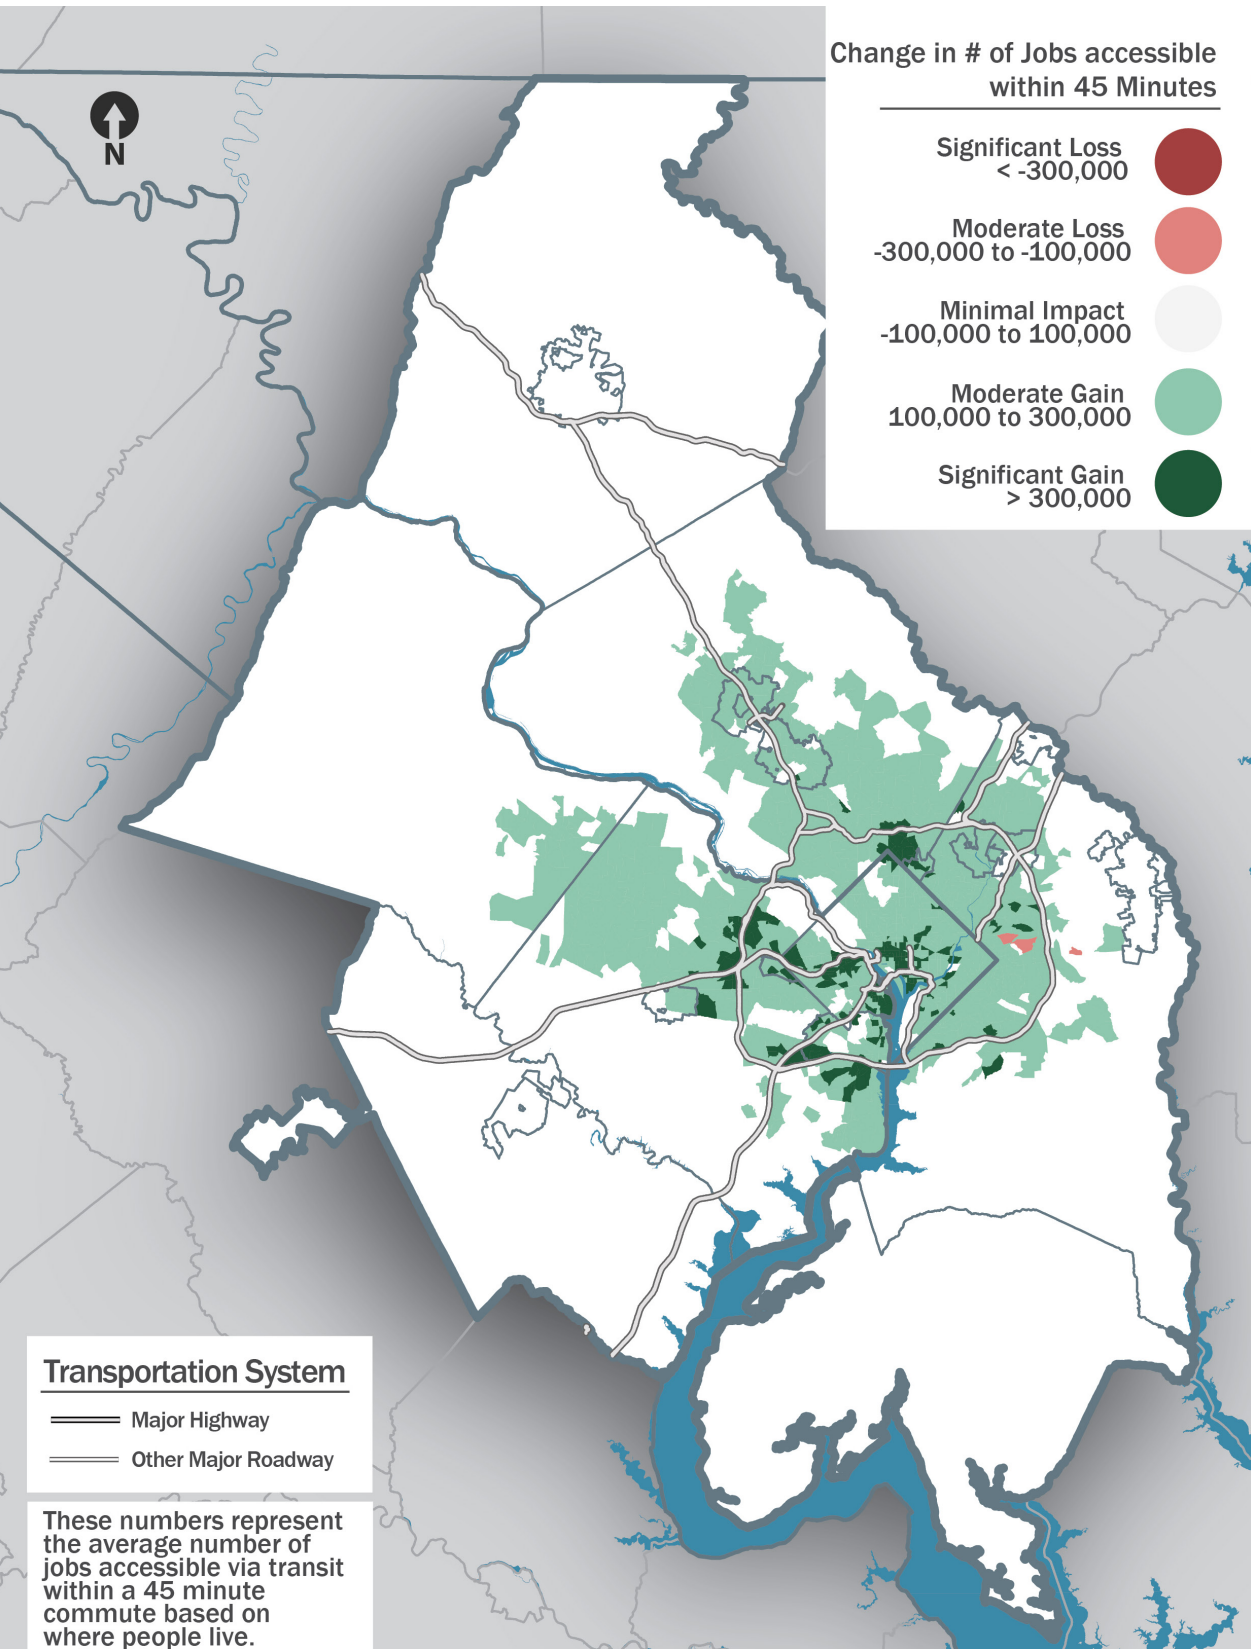 Change in # of Jobs accessible
within 45 Minutes
Significant Loss
< -300,000
Moderate Loss
-300,000 to -100,000
Minimal Impact
-100,000 to 100,000
Moderate Gain
100,000 to 300,000
Significant Gain
> 300,000
N
Transportation System
Major Highway
Other Major Roadway
These numbers represent
the average number of
jobs accessible via transit
within a 45 minute
commute based on
where people live.